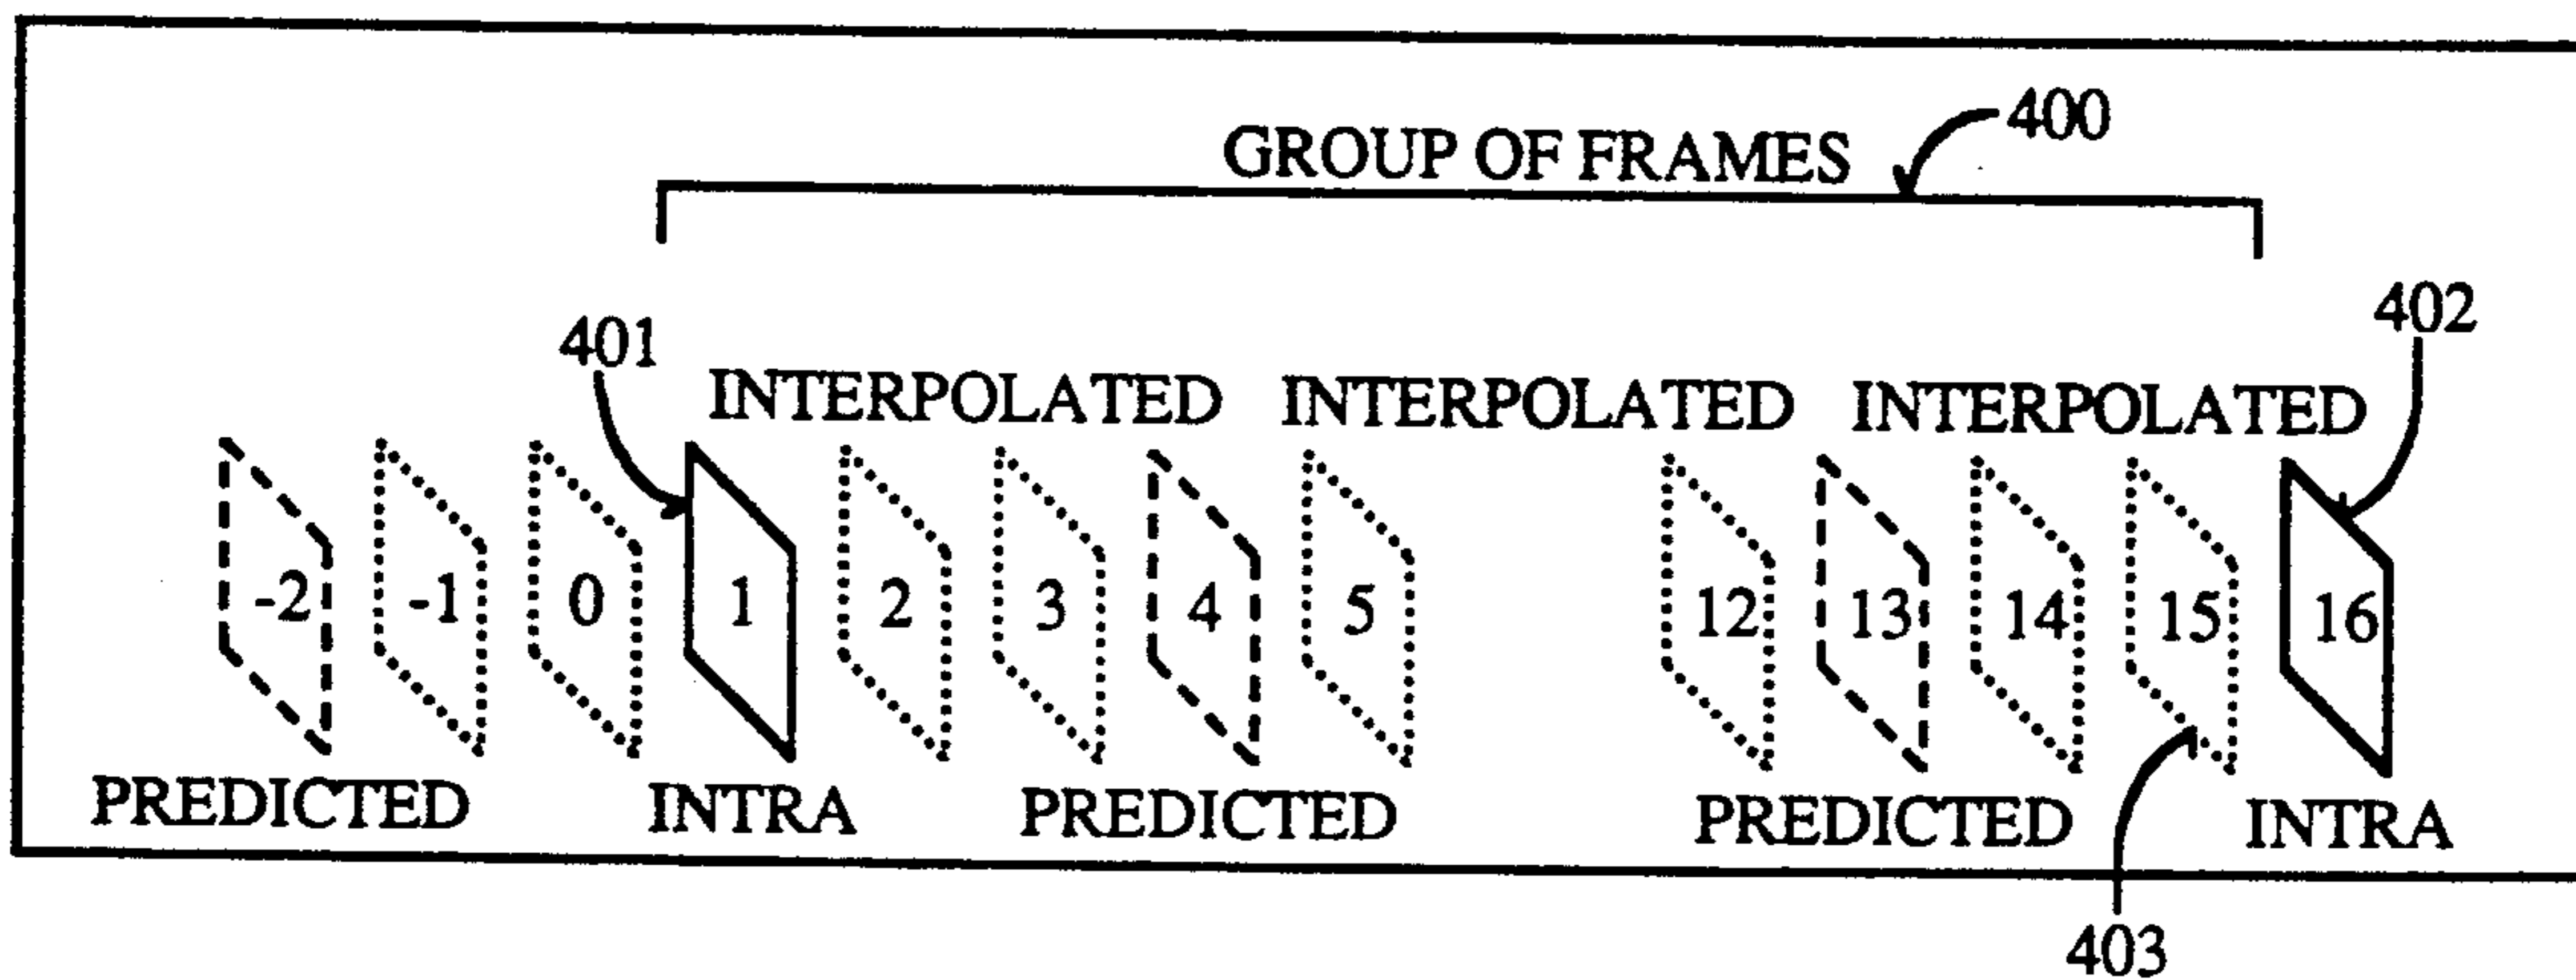 400
GROUP OF FRAMES
402
401
INTERPOLATED INTERPOLATED INTERPOLATED
-2 -1 0 1 2 3 4 5 12 13 14 15 16
PREDICTED INTRA PREDICTED PREDICTED INTRA
403